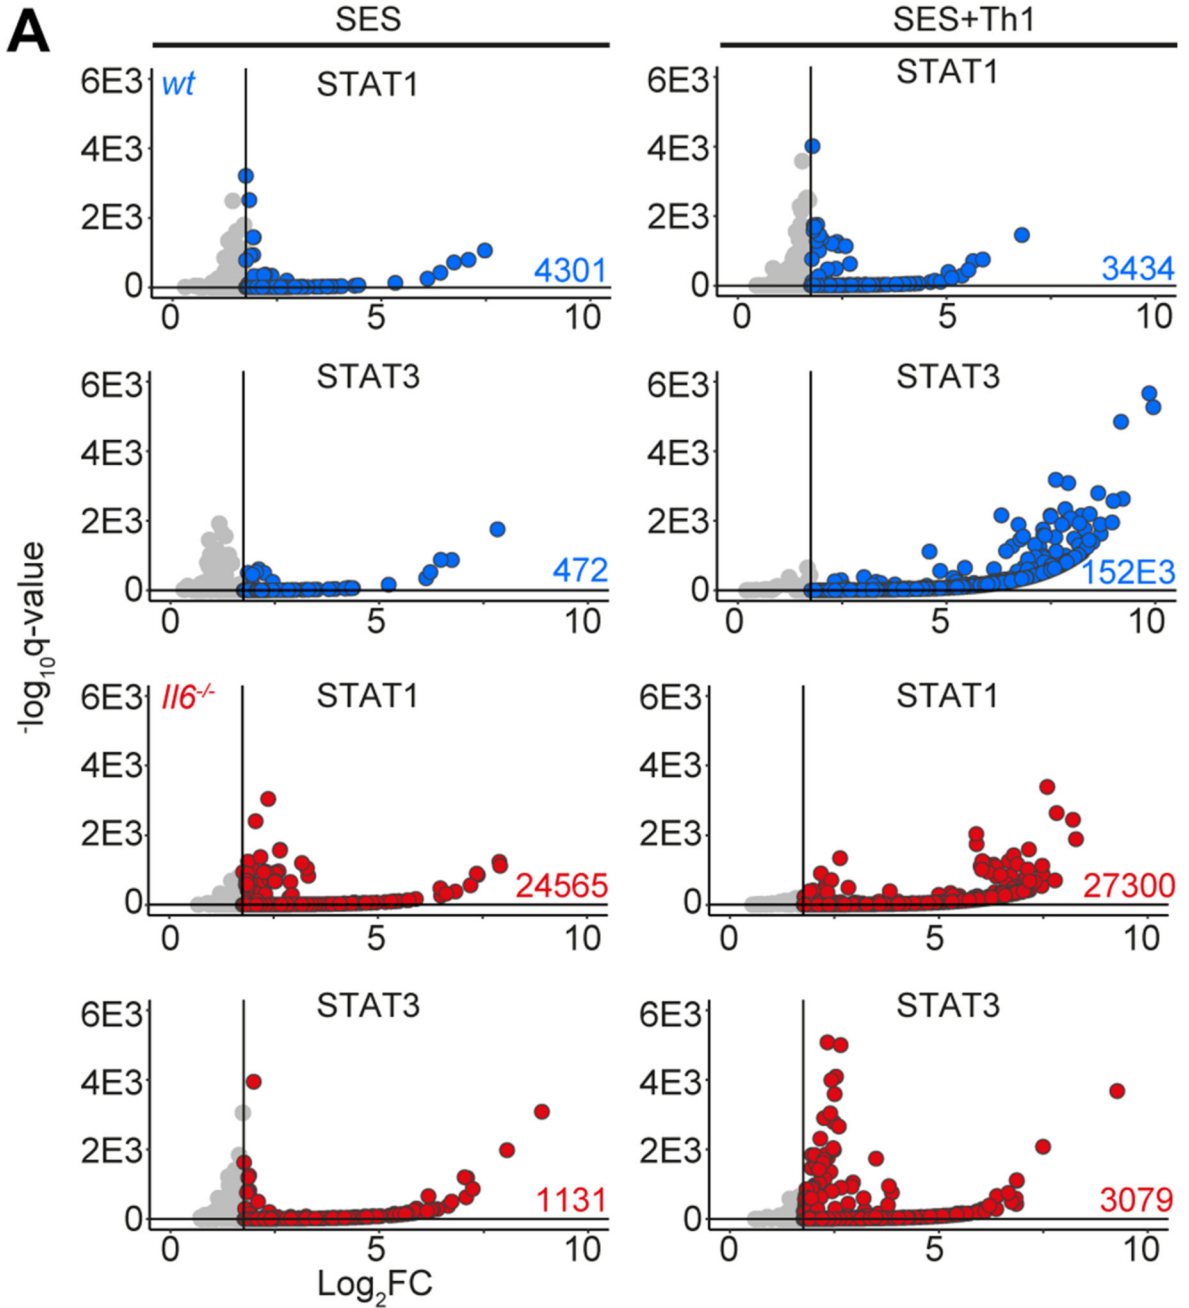 A
SES
SES+Th1
wt
STAT1
6E3
4E3
2E3
0
4301
0 5 10
STAT1
6E3
4E3
2E3
0
3434
0 5 10
STAT3
6E3
4E3
2E3
0
472
0 5 10
STAT3
6E3
4E3
2E3
0
152E3
0 5 10
-log10q-value
Il6-/-
STAT1
6E3
4E3
2E3
0
24565
0 5 10
STAT1
6E3
4E3
2E3
0
27300
0 5 10
STAT3
6E3
4E3
2E3
0
1131
0 5 10
STAT3
6E3
4E3
2E3
0
3079
0 5 10
Log2FC